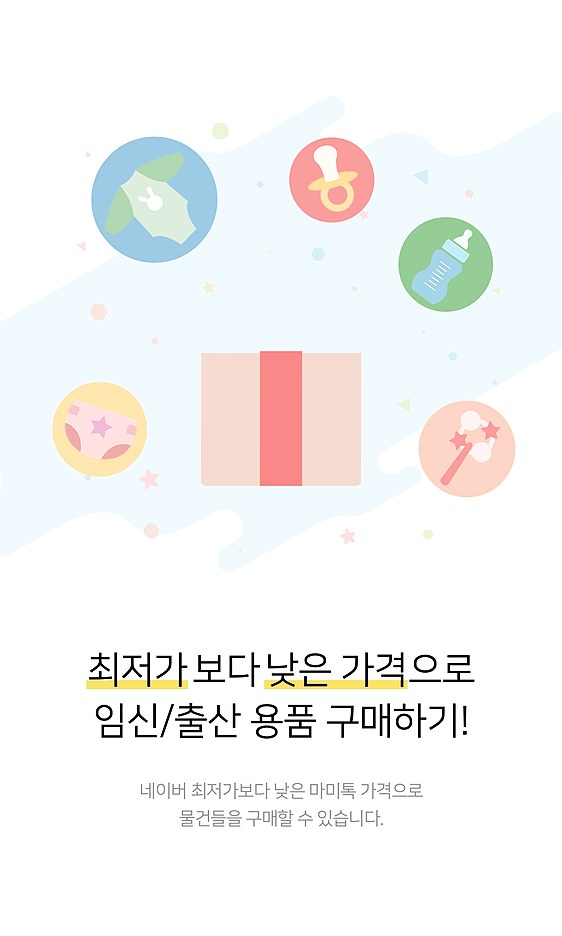 최저가 보다 낮은 가격으로
임신/출산 용품 구매하기!
네이버 최저가보다 낮은 마미톡 가격으로
물건들을 구매할 수 있습니다.